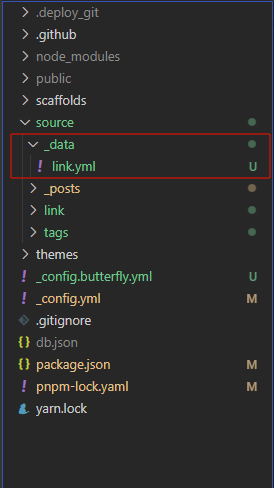 .deploy_git
.github
node_modules
public
scaffolds
source
_data
link.yml U
_posts
link
tags
themes
_config.butterfly.yml U
_config.yml M
.gitignore
db.json
package.json M
pnpm-lock.yaml M
yarn.lock